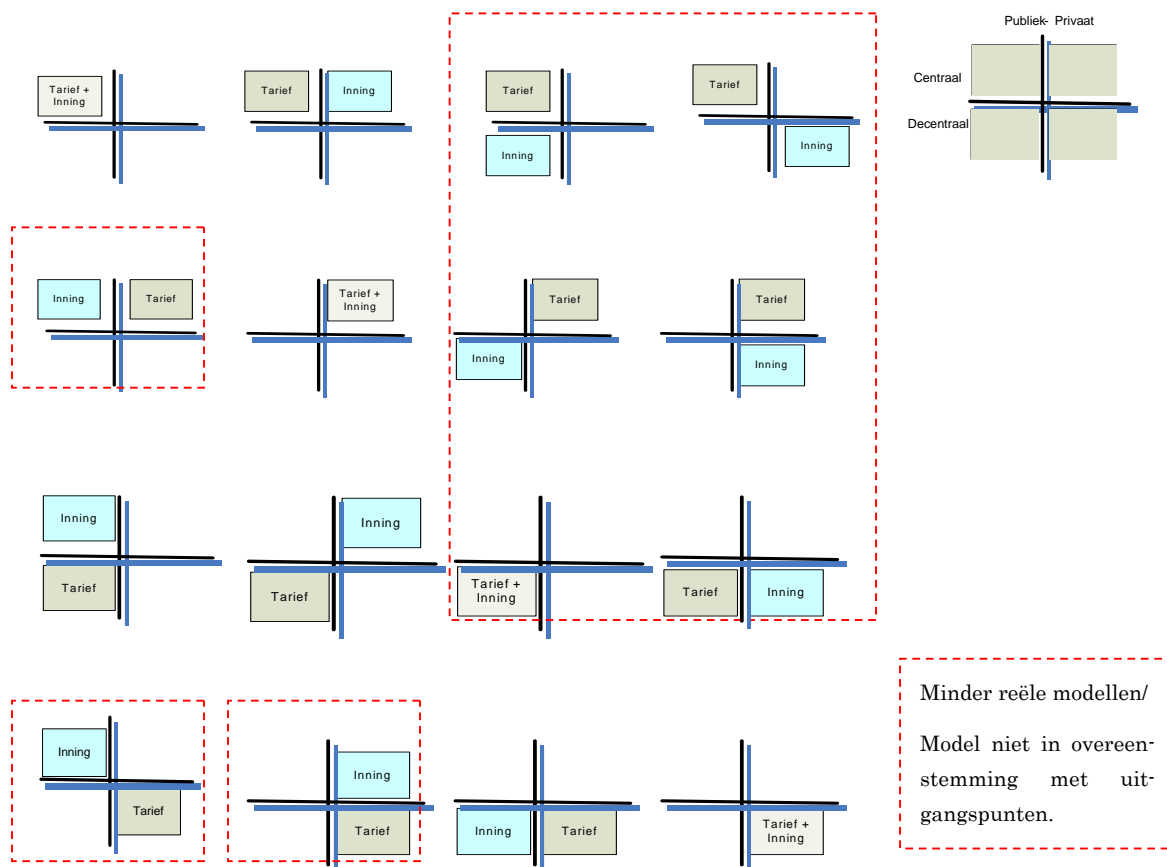 Publiek- Privaat
Centraal
Decentraal
Tarief +
Inning
Tarief
Inning
Tarief
Inning
Tarief
Inning
Inning
Tarief
Tarief +
Inning
Tarief
Inning
Tarief
Inning
Inning
Tarief
Inning
Tarief
Tarief +
Inning
Tarief
Inning
Inning
Tarief
Inning
Tarief
Inning
Tarief
Tarief +
Inning
Minder reële modellen/
Model niet in overeen-
stemming met uit-
gangspunten.